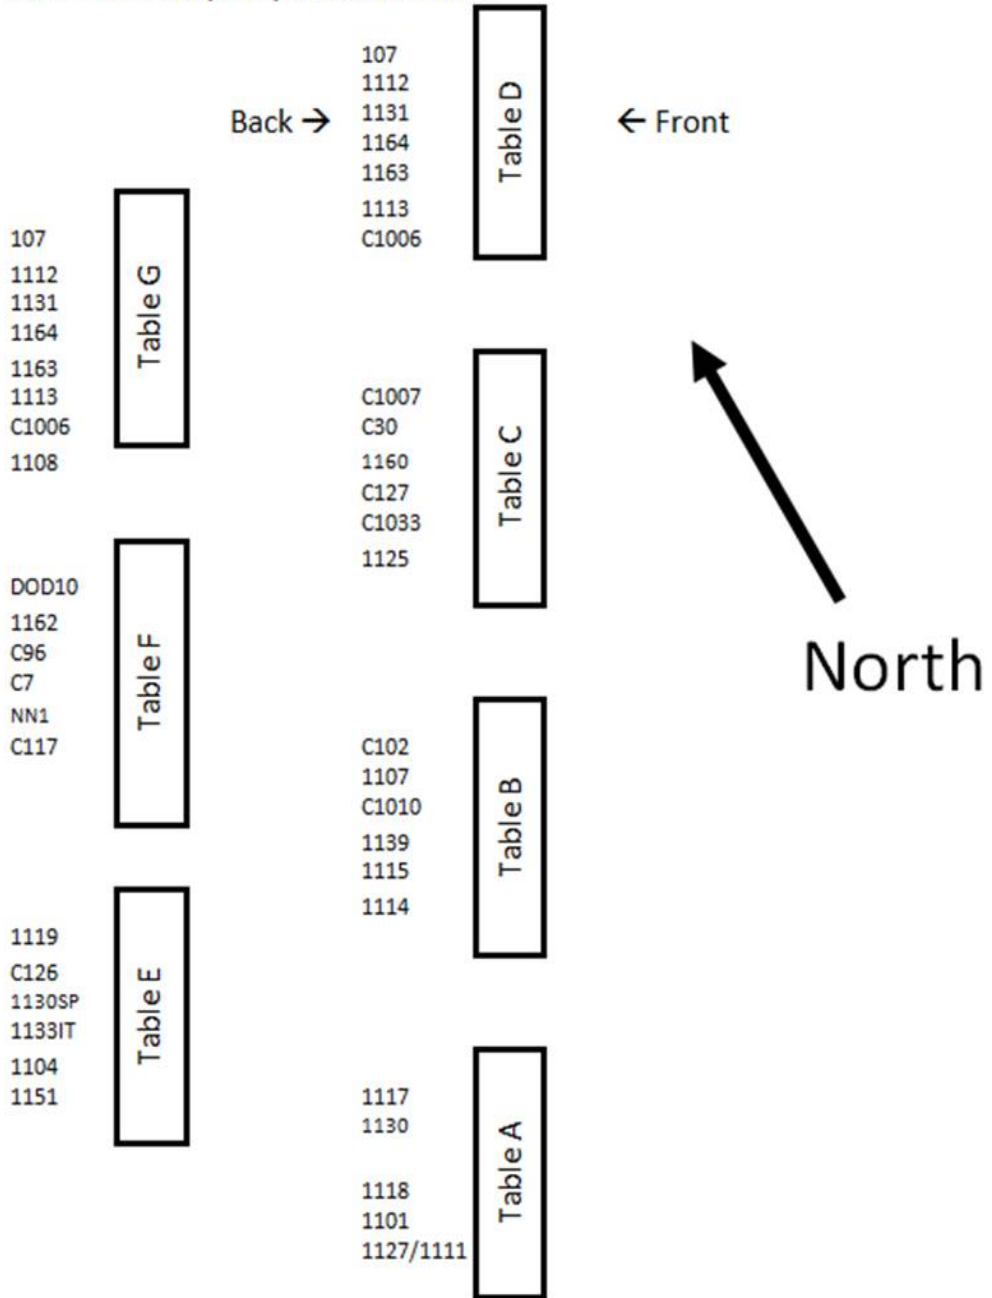 107
1112
1131
1164
1163
1113
C1006
Table D
Back →
← Front
107
1112
1131
1164
1163
1113
C1006
1108
Table G
C1007
C30
1160
C127
C1033
1125
Table C
North
DOD10
1162
C96
C7
NN1
C117
Table F
C102
1107
C1010
1139
1115
1114
Table B
1119
C126
1130SP
1133IT
1104
1151
Table E
1117
1130
1118
1101
1127/1111
Table A